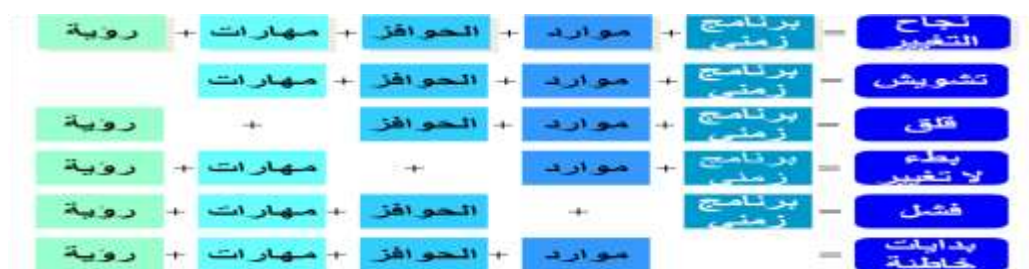 نجاح التغيير = برنامج زمني + موارد + الحوافز + مهارات + رؤية
تشويش = برنامج زمني + موارد + الحوافز + مهارات
قلق = برنامج زمني + موارد + الحوافز + رؤية
بطء لا تغيير = برنامج زمني + موارد + مهارات + رؤية
فشل = برنامج زمني + الحوافز + مهارات + رؤية
بدايات خاطئة = موارد + الحوافز + مهارات + رؤية